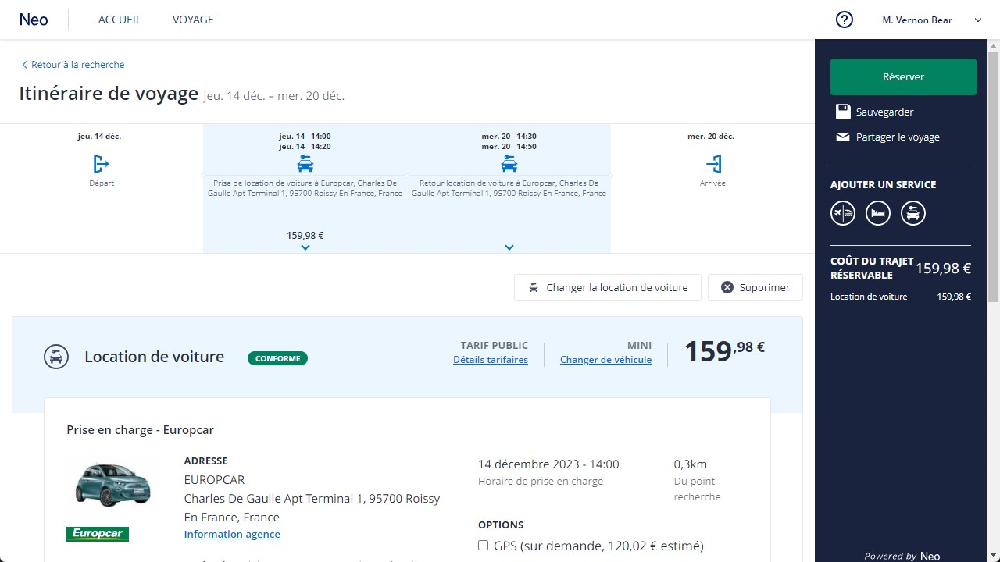 Neo
ACCUEIL
VOYAGE
M. Vernon Bear
Retour à la recherche
Itinéraire de voyage jeu. 14 déc. – mer. 20 déc.
jeu. 14 déc.
Départ
jeu. 14 14:00
jeu. 14 14:20
Prise de location de voiture à Europcar, Charles De
Gaulle Apt Terminal 1, 95700 Roissy En France, France
159,98 €
mer. 20 14:30
mer. 20 14:50
Retour location de voiture à Europcar, Charles De
Gaulle Apt Terminal 1, 95700 Roissy En France, France
mer. 20 déc.
Arrivée
Changer la location de voiture
Supprimer
Location de voiture
CONFORME
TARIF PUBLIC
Détails tarifaires
MINI
Changer de véhicule
159,98 €
Prise en charge - Europcar
Europcar
ADRESSE
EUROPCAR
Charles De Gaulle Apt Terminal 1, 95700 Roissy
En France, France
Information agence
14 décembre 2023 - 14:00
Horaire de prise en charge
0,3km
Du point
recherche
OPTIONS
GPS (sur demande, 120,02 € estimé)
Réserver
Sauvegarder
Partager le voyage
AJOUTER UN SERVICE
COÛT DU TRAJET
RÉSERVABLE
159,98 €
Location de voiture
159,98 €
Powered by Neo